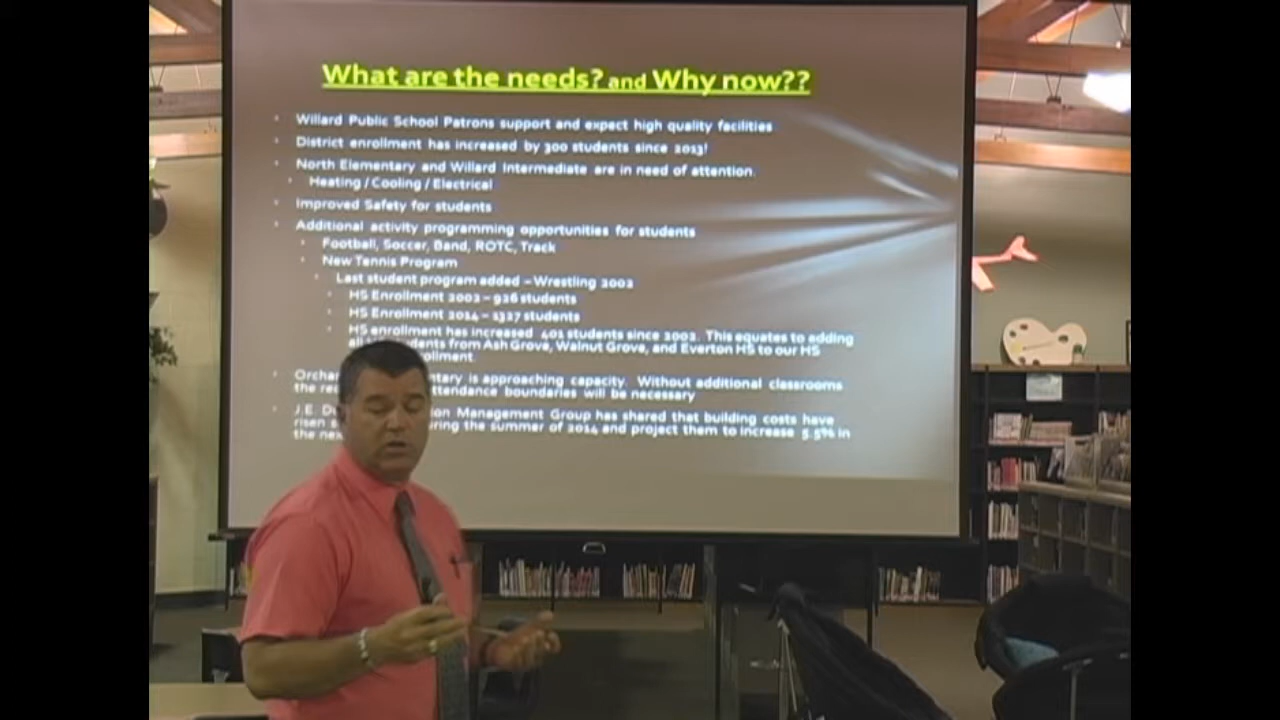 What are the needs? and Why now??
Willard Public School Patrons support and expect high quality facilities
District enrollment has increased by 300 students since 2013!
North Elementary and Willard Intermediate are in need of attention.
Heating / Cooling / Electrical
Improved Safety for students
Additional activity programming opportunities for students
Football, Soccer, Band, ROTC, Track
New Tennis Program
Last student program added – Wrestling 2002
HS Enrollment 2002 – 926 students
HS Enrollment 2014 – 1327 students
HS enrollment has increased 401 students since 2002. This equates to adding
from Ash Grove, Walnut Grove, and Everton HS to our HS
is approaching capacity. Without additional classrooms
the boundaries will be necessary
J.E. Management Group has shared that building costs have
risen the summer of 2014 and project them to increase 5.5% in
the